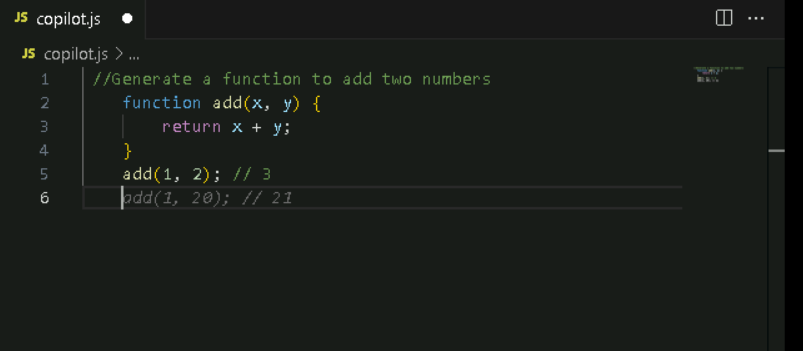 JS copilot.js ● ...
JS copilot.js > ...
1 //Generate a function to add two numbers
2 function add(x, y) {
3 return x + y;
4 }
5 add(1, 2); // 3
6 add(1, 20); // 21